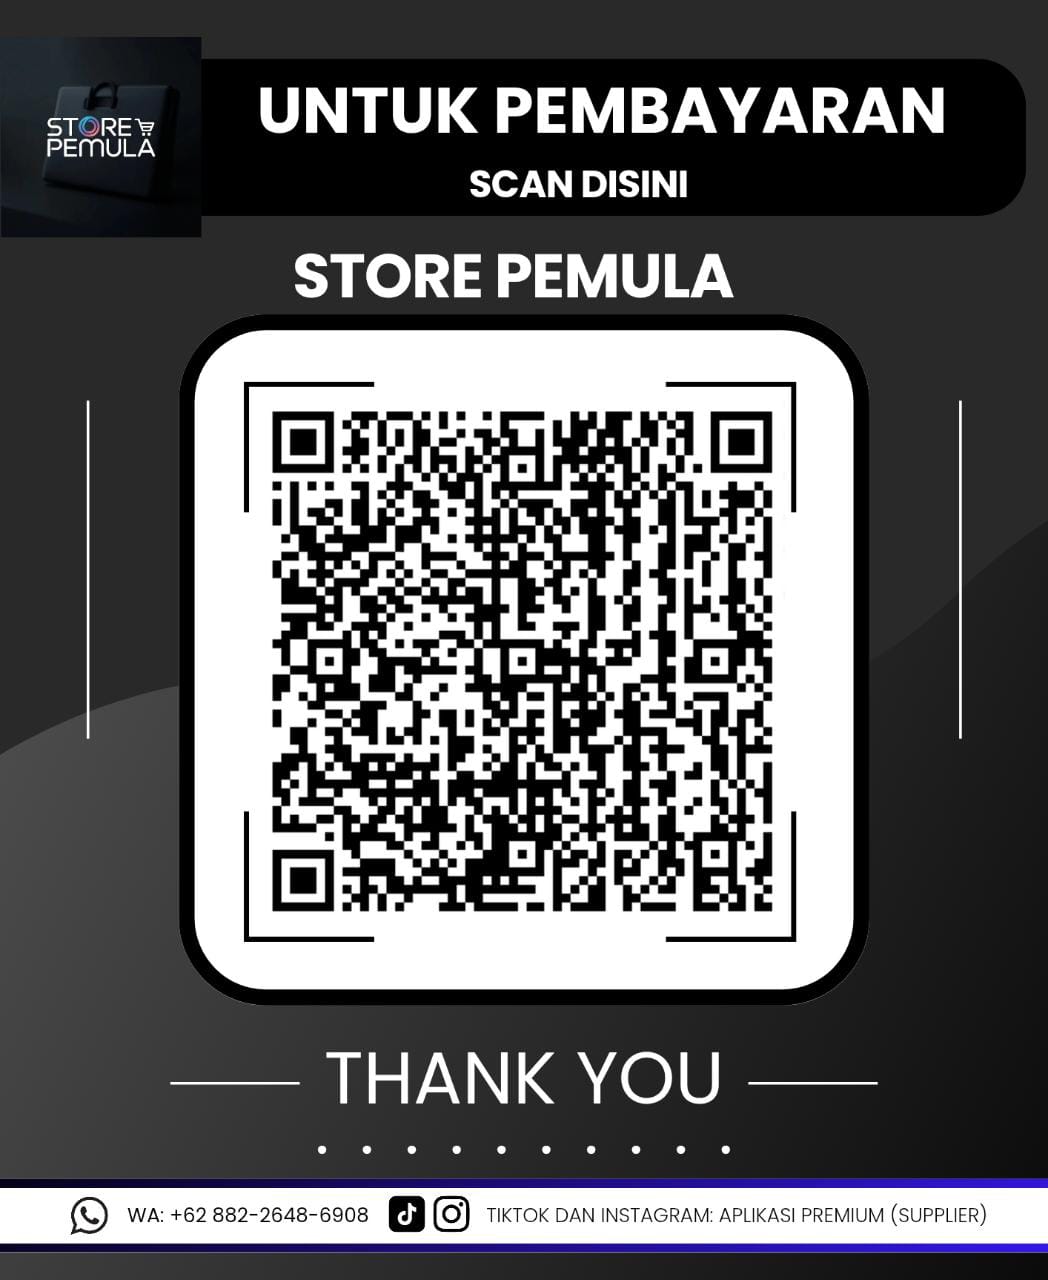 STORE
PEMULA
UNTUK PEMBAYARAN
SCAN DISINI
STORE PEMULA
THANK YOU
WA: +62 882-2648-6908
TIKTOK DAN INSTAGRAM: APLIKASI PREMIUM (SUPPLIER)